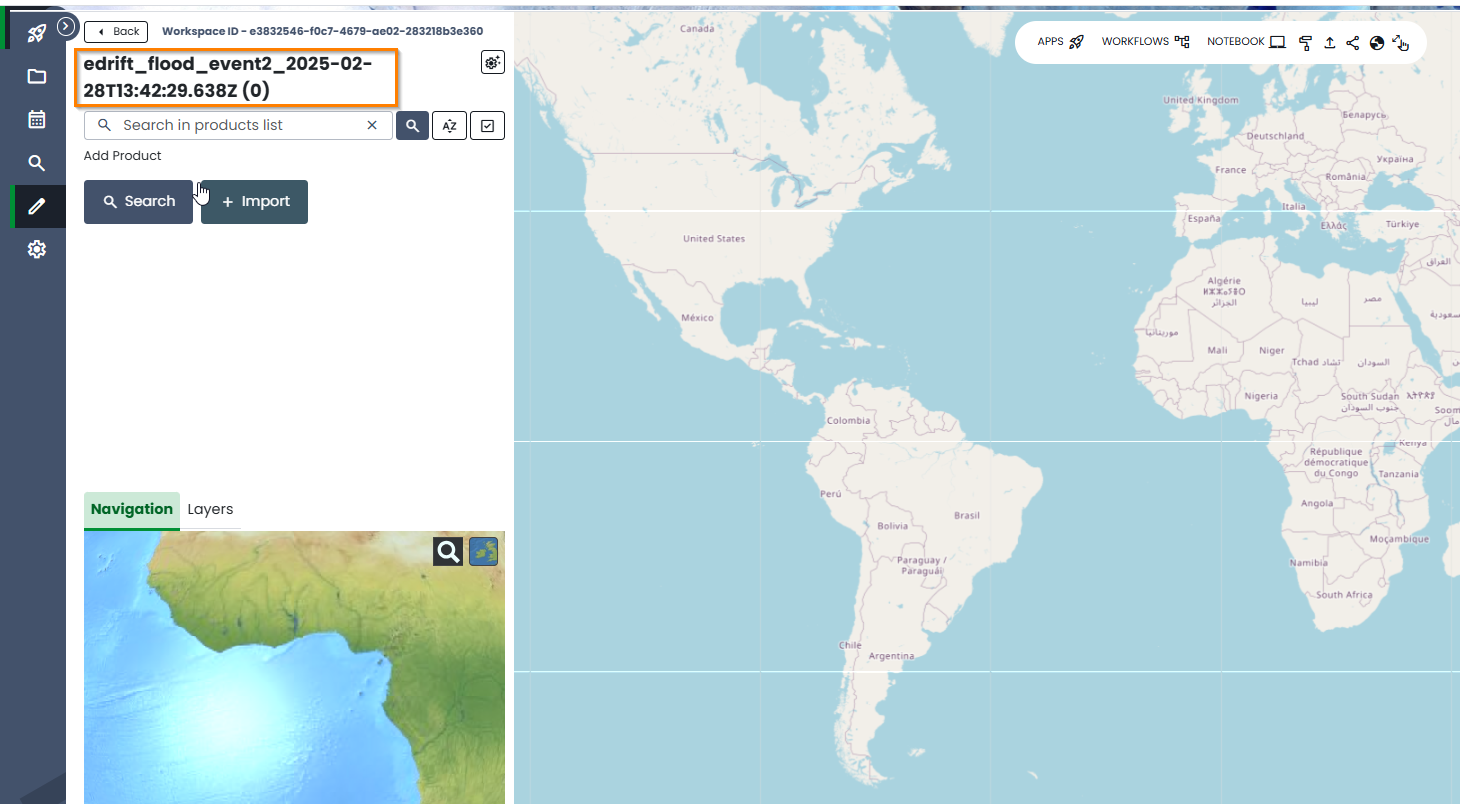 Back
Workspace ID - e3832546-f0c7-4679-ae02-283218b3e360
edrift_flood_event2_2025-02-
28T13:42:29.638Z (0)
Search in products list
AZ
Add Product
Search
+ Import
Navigation
Layers
APPS
WORKFLOWS
NOTEBOOK
Canada
United Kingdom
Беларусь
Deutschland
Україна
France
România
Italia
España
Ελλάς
Türkiye
United States
العراق
Algérie
ⵍⵣⵣⴰⵢⴻⵔ
الجزائر
ليبيا
مصر
السعودية
México
موريتانيا
Mali
Niger
Tchad تشاد
السودان
Nigeria
South Sudan
جنوب السودان
Colombia
Kenya
République
démocratique
du Congo
Tanzania
Perú
Angola
Brasil
Bolivia
Moçambique
Paraguay /
Paraguái
Namibia
South Africa
Chile
Argentina